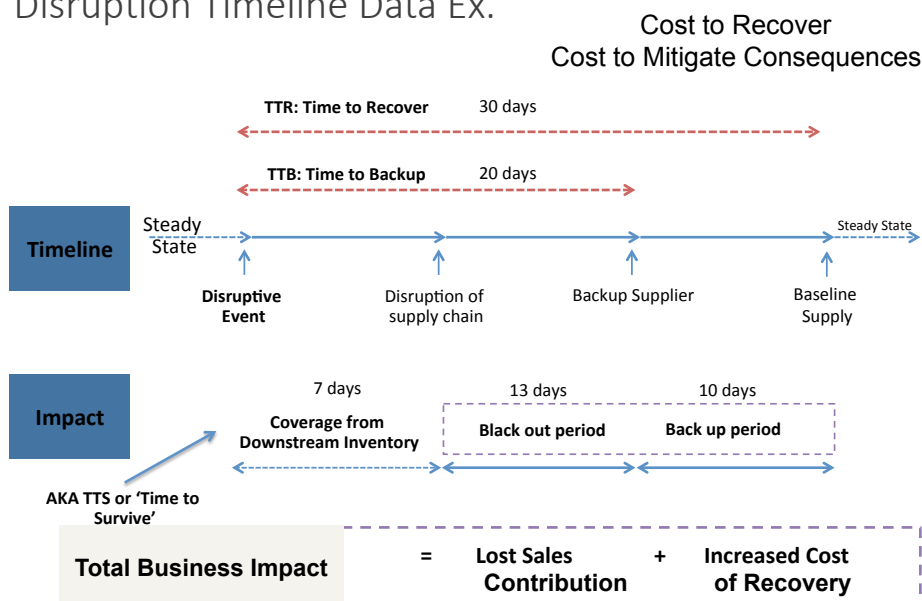 Disruption Timeline Data Ex.
Cost to Recover
Cost to Mitigate Consequences
TTR: Time to Recover 30 days
TTB: Time to Backup 20 days
Timeline
Steady
State
Steady State
Disruptive
Event
Disruption of
supply chain
Backup Supplier
Baseline
Supply
Impact
7 days
13 days
10 days
Coverage from
Downstream Inventory
Black out period
Back up period
AKA TTS or ‘Time to
Survive’
Total Business Impact
=
Lost Sales
Contribution
+
Increased Cost
of Recovery